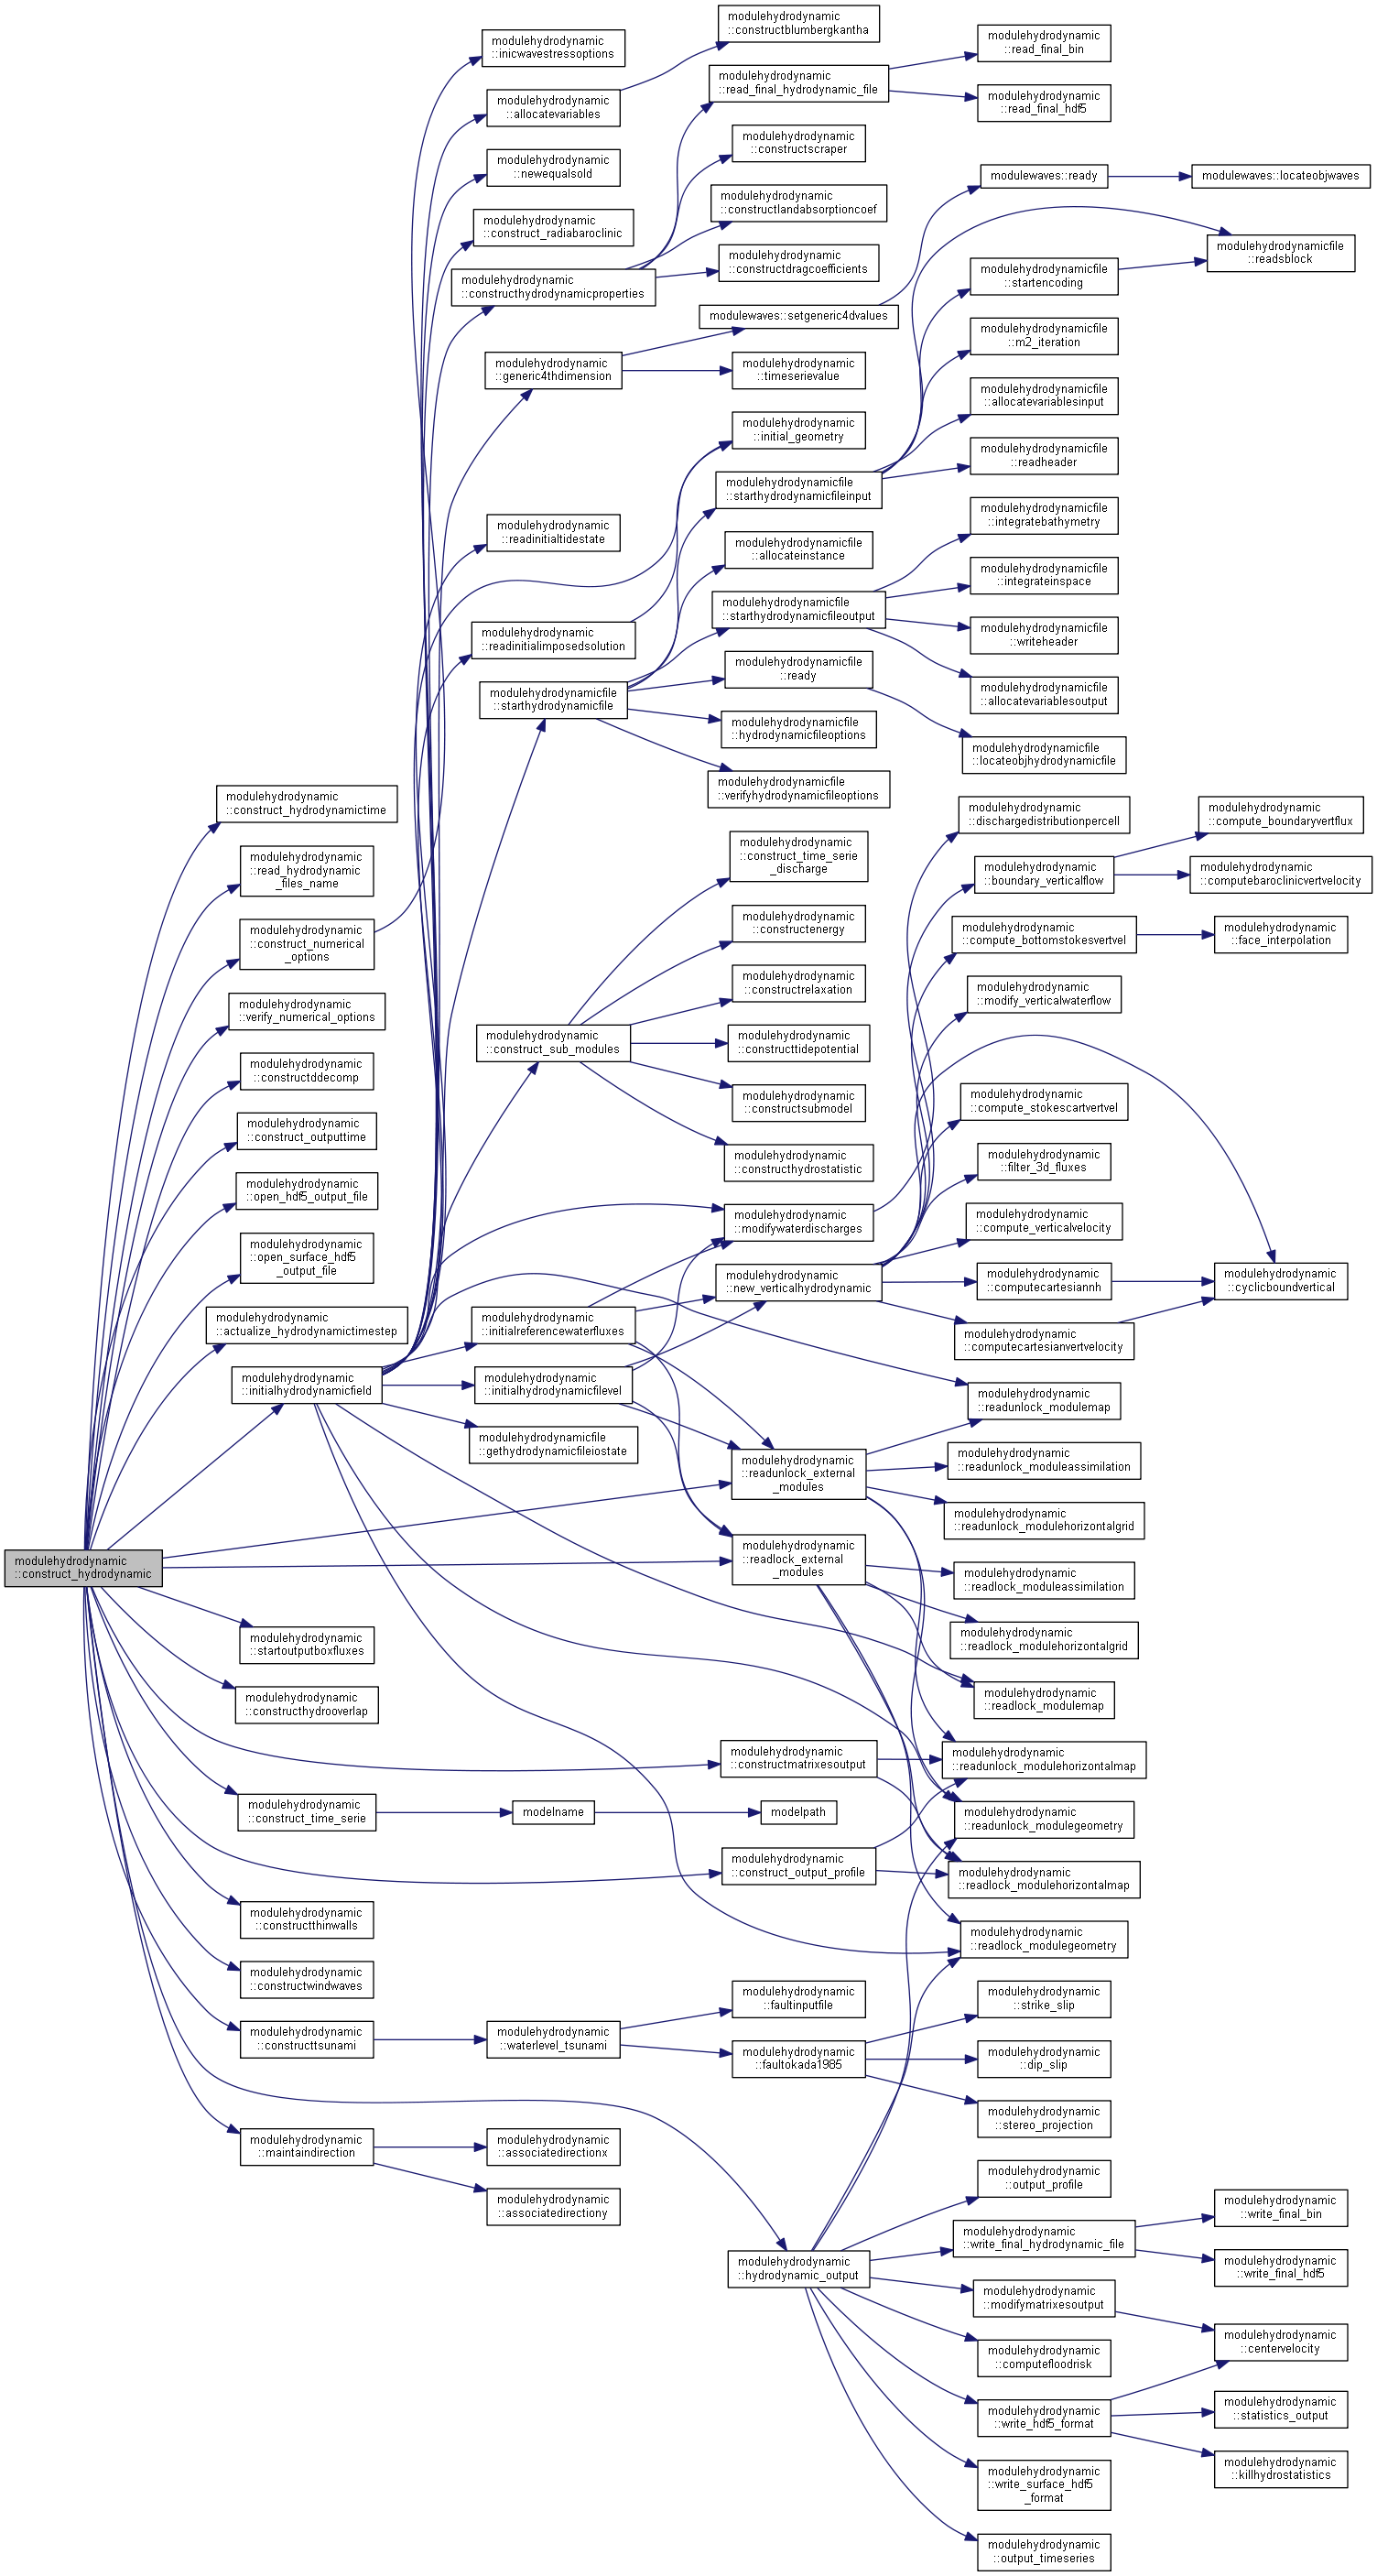 modulehydrodynamic
::construct_hydrodynamic
modulehydrodynamic
::construct_hydrodynamictime
modulehydrodynamic
::read_hydrodynamic
_files_name
modulehydrodynamic
::construct_numerical
_options
modulehydrodynamic
::verify_numerical_options
modulehydrodynamic
::constructddecomp
modulehydrodynamic
::construct_outputtime
modulehydrodynamic
::open_hdf5_output_file
modulehydrodynamic
::open_surface_hdf5
_output_file
modulehydrodynamic
::actualize_hydrodynamictimestep
modulehydrodynamic
::initialhydrodynamicfield
modulehydrodynamic
::startoutputboxfluxes
modulehydrodynamic
::constructhydrooverlap
modulehydrodynamic
::construct_time_serie
modulehydrodynamic
::constructthinwalls
modulehydrodynamic
::constructwindwaves
modulehydrodynamic
::constructtsunami
modulehydrodynamic
::maintaindirection
modulehydrodynamic
::inicwavestressoptions
modulehydrodynamic
::allocatevariables
modulehydrodynamic
::newequalsold
modulehydrodynamic
::construct_radiabaroclinic
modulehydrodynamic
::constructhydrodynamicproperties
modulehydrodynamic
::generic4thdimension
modulehydrodynamic
::readinitialtidestate
modulehydrodynamic
::readinitialimposedsolution
modulehydrodynamicfile
::starthydrodynamicfile
modulehydrodynamic
::construct_sub_modules
modulehydrodynamic
::initialreferencewaterfluxes
modulehydrodynamic
::initialhydrodynamicfilevel
modulehydrodynamicfile
::gethydrodynamicfileiostate
modelname
modulehydrodynamic
::waterlevel_tsunami
modulehydrodynamic
::associatedirectionx
modulehydrodynamic
::associatedirectiony
modulehydrodynamic
::constructblumbergkantha
modulehydrodynamic
::read_final_hydrodynamic_file
modulehydrodynamic
::constructscraper
modulehydrodynamic
::constructlandabsorptioncoef
modulehydrodynamic
::constructdragcoefficients
modulewaves::setgeneric4dvalues
modulehydrodynamic
::timeserievalue
modulehydrodynamic
::initial_geometry
modulehydrodynamicfile
::starthydrodynamicfileinput
modulehydrodynamicfile
::allocateinstance
modulehydrodynamicfile
::starthydrodynamicfileoutput
modulehydrodynamicfile
::ready
modulehydrodynamicfile
::hydrodynamicfileoptions
modulehydrodynamicfile
::verifyhydrodynamicfileoptions
modulehydrodynamic
::construct_time_serie
_discharge
modulehydrodynamic
::constructenergy
modulehydrodynamic
::constructrelaxation
modulehydrodynamic
::constructtidepotential
modulehydrodynamic
::constructsubmodel
modulehydrodynamic
::constructhydrostatistic
modulehydrodynamic
::modifywaterdischarges
modulehydrodynamic
::new_verticalhydrodynamic
modulehydrodynamic
::readunlock_external
_modules
modulehydrodynamic
::readlock_external
_modules
modulehydrodynamic
::constructmatrixesoutput
modelpath
modulehydrodynamic
::construct_output_profile
modulehydrodynamic
::faultinputfile
modulehydrodynamic
::faultokada1985
modulehydrodynamic
::hydrodynamic_output
modulehydrodynamic
::read_final_bin
modulehydrodynamic
::read_final_hdf5
modulewaves::ready
modulewaves::locateobjwaves
modulehydrodynamicfile
::readsblock
modulehydrodynamicfile
::startencoding
modulehydrodynamicfile
::m2_iteration
modulehydrodynamicfile
::allocatevariablesinput
modulehydrodynamicfile
::readheader
modulehydrodynamicfile
::integratebathymetry
modulehydrodynamicfile
::integrateinspace
modulehydrodynamicfile
::writeheader
modulehydrodynamicfile
::allocatevariablesoutput
modulehydrodynamicfile
::locateobjhydrodynamicfile
modulehydrodynamic
::dischargedistributionpercell
modulehydrodynamic
::boundary_verticalflow
modulehydrodynamic
::compute_boundaryvertflux
modulehydrodynamic
::computebaroclinicvertvelocity
modulehydrodynamic
::compute_bottomstokesvertvel
modulehydrodynamic
::face_interpolation
modulehydrodynamic
::modify_verticalwaterflow
modulehydrodynamic
::compute_stokescartvertvel
modulehydrodynamic
::filter_3d_fluxes
modulehydrodynamic
::compute_verticalvelocity
modulehydrodynamic
::computecartesiannh
modulehydrodynamic
::cyclicboundvertical
modulehydrodynamic
::computecartesianvertvelocity
modulehydrodynamic
::readunlock_modulemap
modulehydrodynamic
::readunlock_moduleassimilation
modulehydrodynamic
::readunlock_modulehorizontalgrid
modulehydrodynamic
::readlock_moduleassimilation
modulehydrodynamic
::readlock_modulehorizontalgrid
modulehydrodynamic
::readlock_modulemap
modulehydrodynamic
::readunlock_modulehorizontalmap
modulehydrodynamic
::readunlock_modulegeometry
modulehydrodynamic
::readlock_modulehorizontalmap
modulehydrodynamic
::readlock_modulegeometry
modulehydrodynamic
::strike_slip
modulehydrodynamic
::dip_slip
modulehydrodynamic
::stereo_projection
modulehydrodynamic
::output_profile
modulehydrodynamic
::write_final_hydrodynamic_file
modulehydrodynamic
::write_final_bin
modulehydrodynamic
::write_final_hdf5
modulehydrodynamic
::modifymatrixesoutput
modulehydrodynamic
::centervelocity
modulehydrodynamic
::computefloodrisk
modulehydrodynamic
::write_hdf5_format
modulehydrodynamic
::statistics_output
modulehydrodynamic
::killhydrostatistics
modulehydrodynamic
::write_surface_hdf5
_format
modulehydrodynamic
::output_timeseries